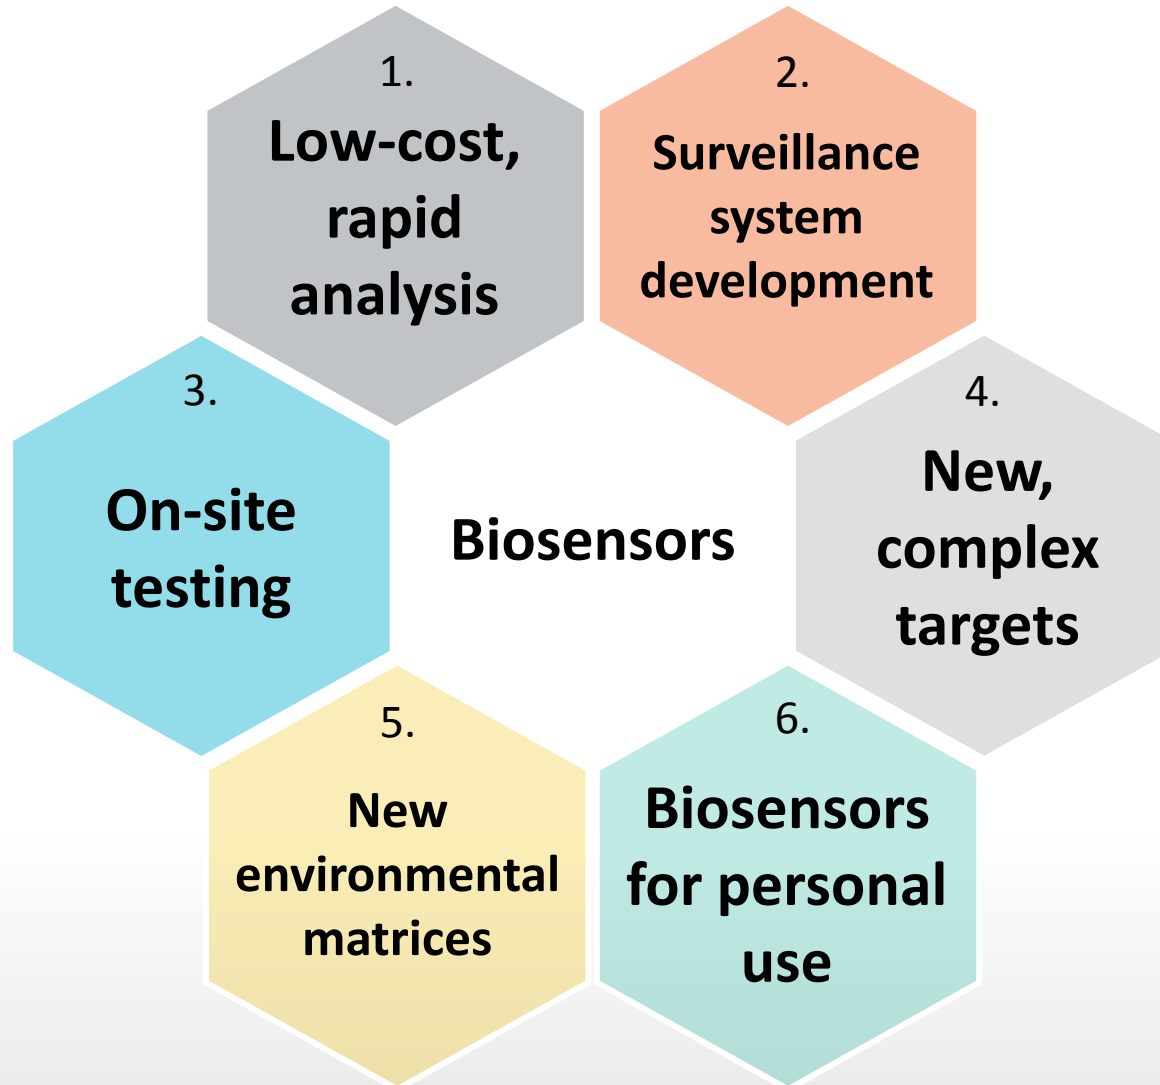 1.
Low-cost,
rapid
analysis
2.
Surveillance
system
development
3.
On-site
testing
Biosensors
4.
New,
complex
targets
5.
New
environmental
matrices
6.
Biosensors
for personal
use